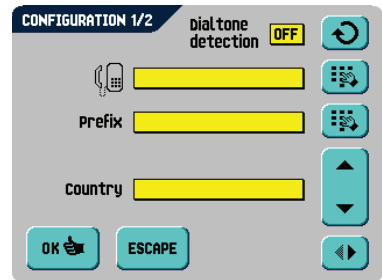 CONFIGURATION 1/2
Dialtone
detection OFF
Prefix
Country
OK ESCAPE